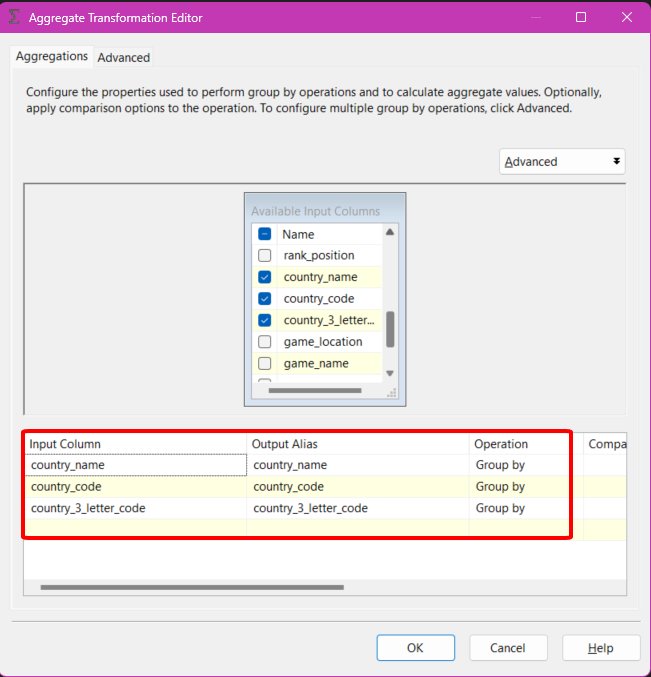 Aggregate Transformation Editor
Aggregations Advanced
Configure the properties used to perform group by operations and to calculate aggregate values. Optionally,
apply comparison options to the operation. To configure multiple group by operations, click Advanced.
Advanced
Available Input Columns
Name
rank_position
country_name
country_code
country_3_letter...
game_location
game_name
Input Column Output Alias Operation Compa
country_name country_name Group by
country_code country_code Group by
country_3_letter_code country_3_letter_code Group by
OK Cancel Help